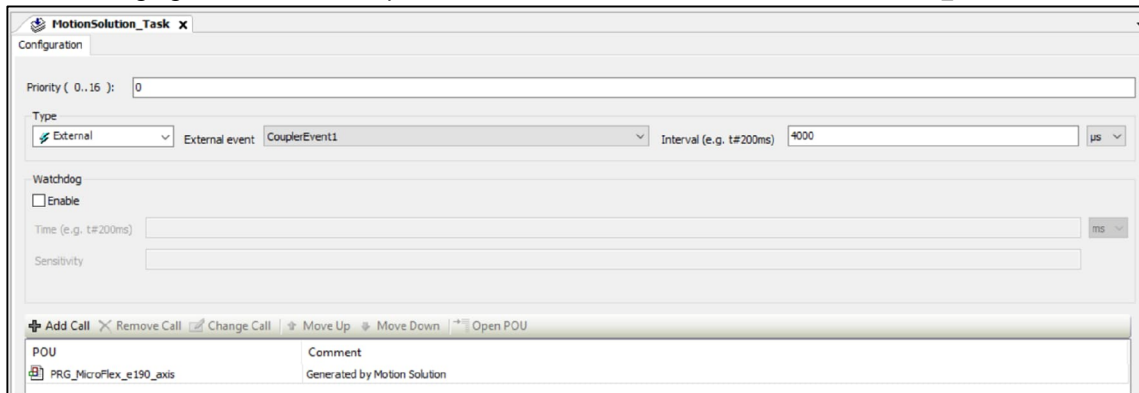 MotionSolution_Task X
Configuration
Priority ( 0..16 ): 0
Type
External External event CouplerEvent1 Interval (e.g. t#200ms) 4000 µs
Watchdog
Enable
Time (e.g. t#200ms) ms
Sensitivity
Add Call Remove Call Change Call Move Up Move Down Open POU
POU Comment
PRG_MicroFlex_e190_axis Generated by Motion Solution